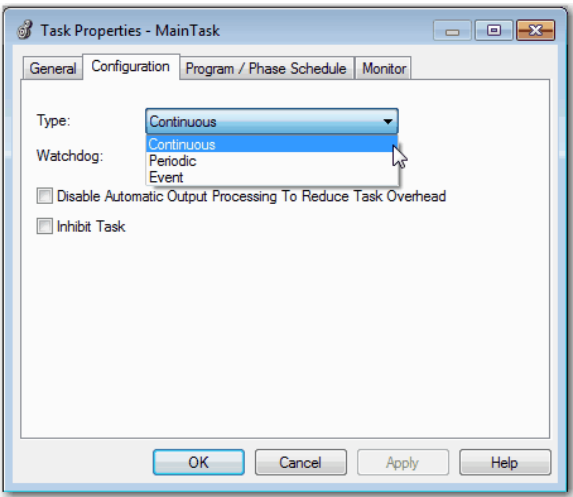 Task Properties - MainTask
General Configuration Program / Phase Schedule Monitor
Type: Continuous
Continuous
Watchdog: Periodic
Event
Disable Automatic Output Processing To Reduce Task Overhead
Inhibit Task
OK Cancel Apply Help